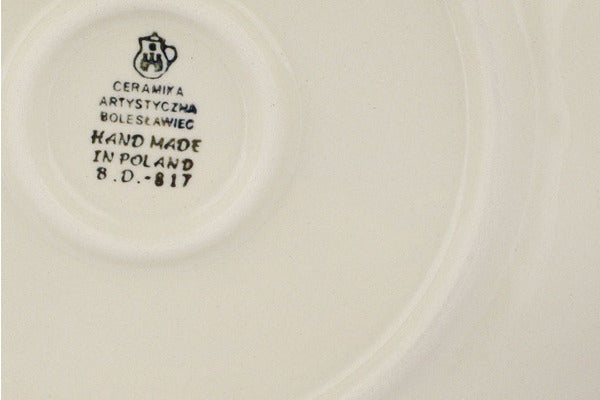 CERAMIKA
ARTYSTYCZNA
BOLESŁAWIEC
HAND MADE
IN POLAND
B.D.-817